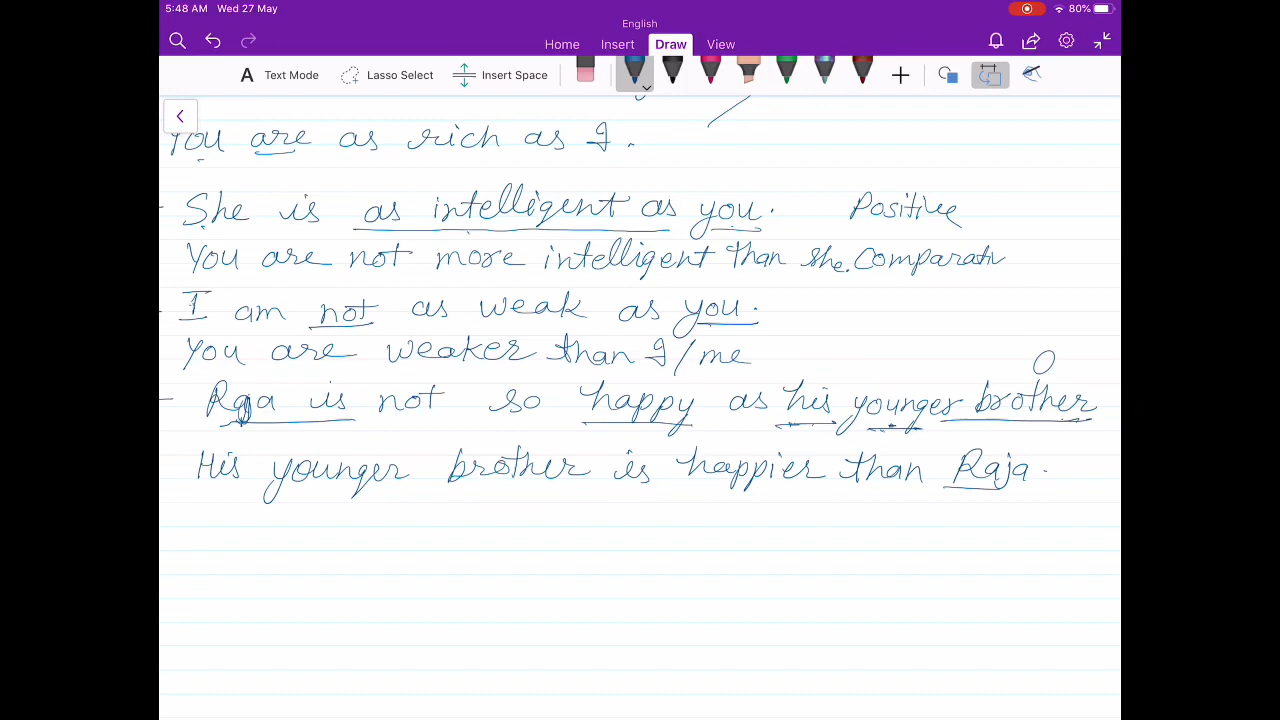 5:48 AM Wed 27 May
80%
English
Home Insert Draw View
Text Mode Lasso Select Insert Space
You are as rich as I.
- She is as intelligent as you. Positive
You are not more intelligent than she. Comparativ
- I am not as weak as you.
You are weaker than I/me
- Raja is not so happy as his younger brother
His younger brother is happier than Raja.